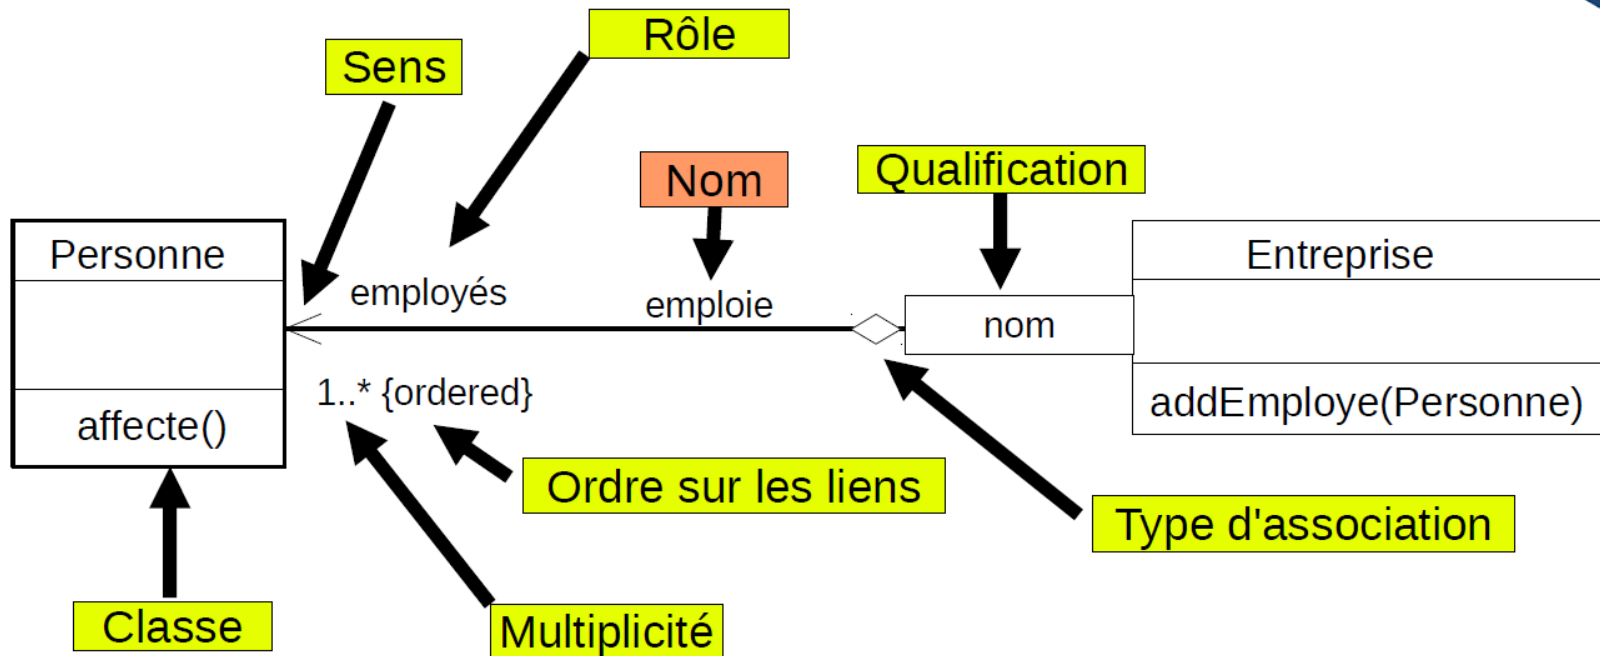 Rôle
Sens
Nom
Qualification
Personne
Entreprise
employés
emploie
nom
1..* {ordered}
affecte()
addEmploye(Personne)
Ordre sur les liens
Type d'association
Classe
Multiplicité